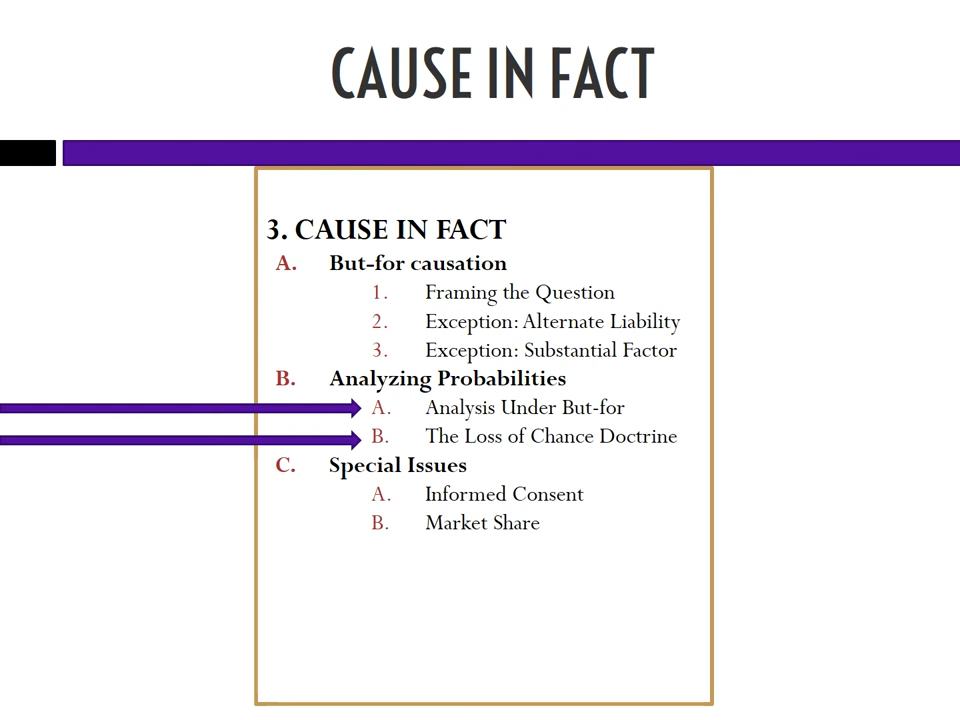 CAUSE IN FACT
3. CAUSE IN FACT
A. But-for causation
1. Framing the Question
2. Exception: Alternate Liability
3. Exception: Substantial Factor
B. Analyzing Probabilities
A. Analysis Under But-for
B. The Loss of Chance Doctrine
C. Special Issues
A. Informed Consent
B. Market Share